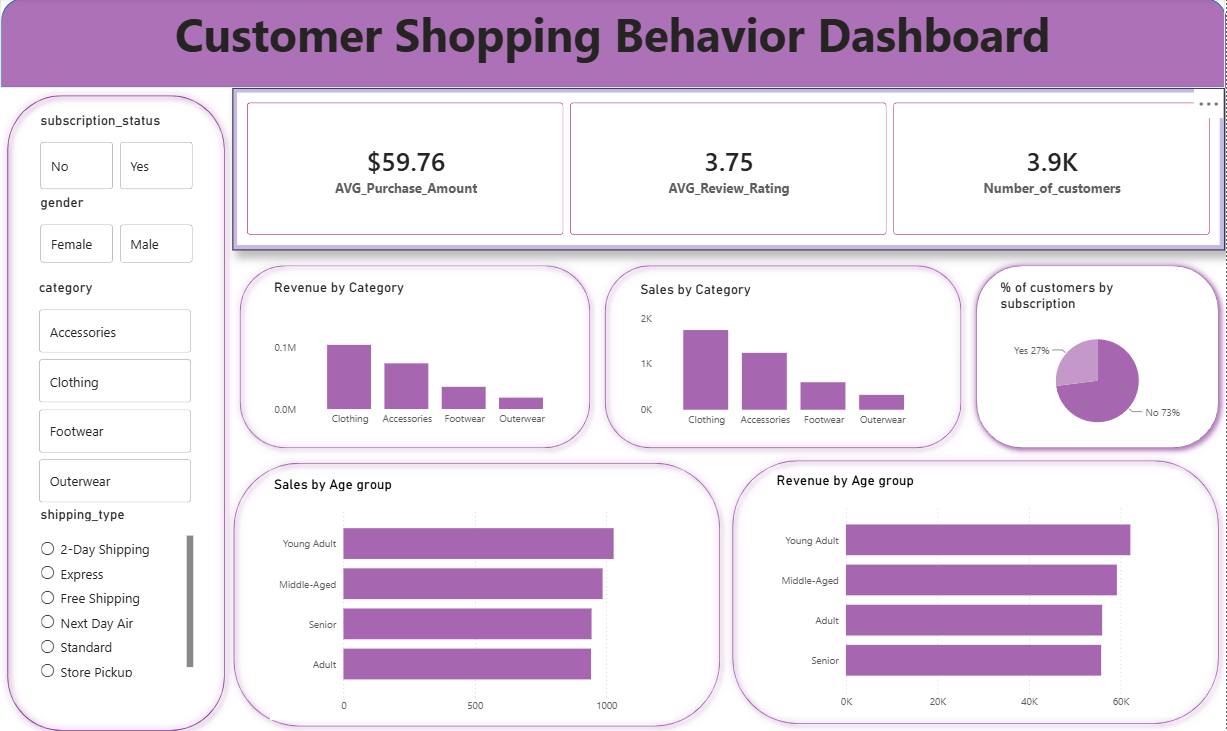 Customer Shopping Behavior Dashboard
subscription_status
No
Yes
gender
Female
Male
category
Accessories
Clothing
Footwear
Outerwear
shipping_type
2-Day Shipping
Express
Free Shipping
Next Day Air
Standard
Store Pickup
$59.76
AVG_Purchase_Amount
3.75
AVG_Review_Rating
3.9K
Number_of_customers
Revenue by Category
0.1M
0.0M
Clothing
Accessories
Footwear
Outerwear
Sales by Category
2K
1K
0K
Clothing
Accessories
Footwear
Outerwear
% of customers by
subscription
Yes 27%
No 73%
Sales by Age group
Young Adult
Middle-Aged
Senior
Adult
0
500
1000
Revenue by Age group
Young Adult
Middle-Aged
Adult
Senior
0K
20K
40K
60K